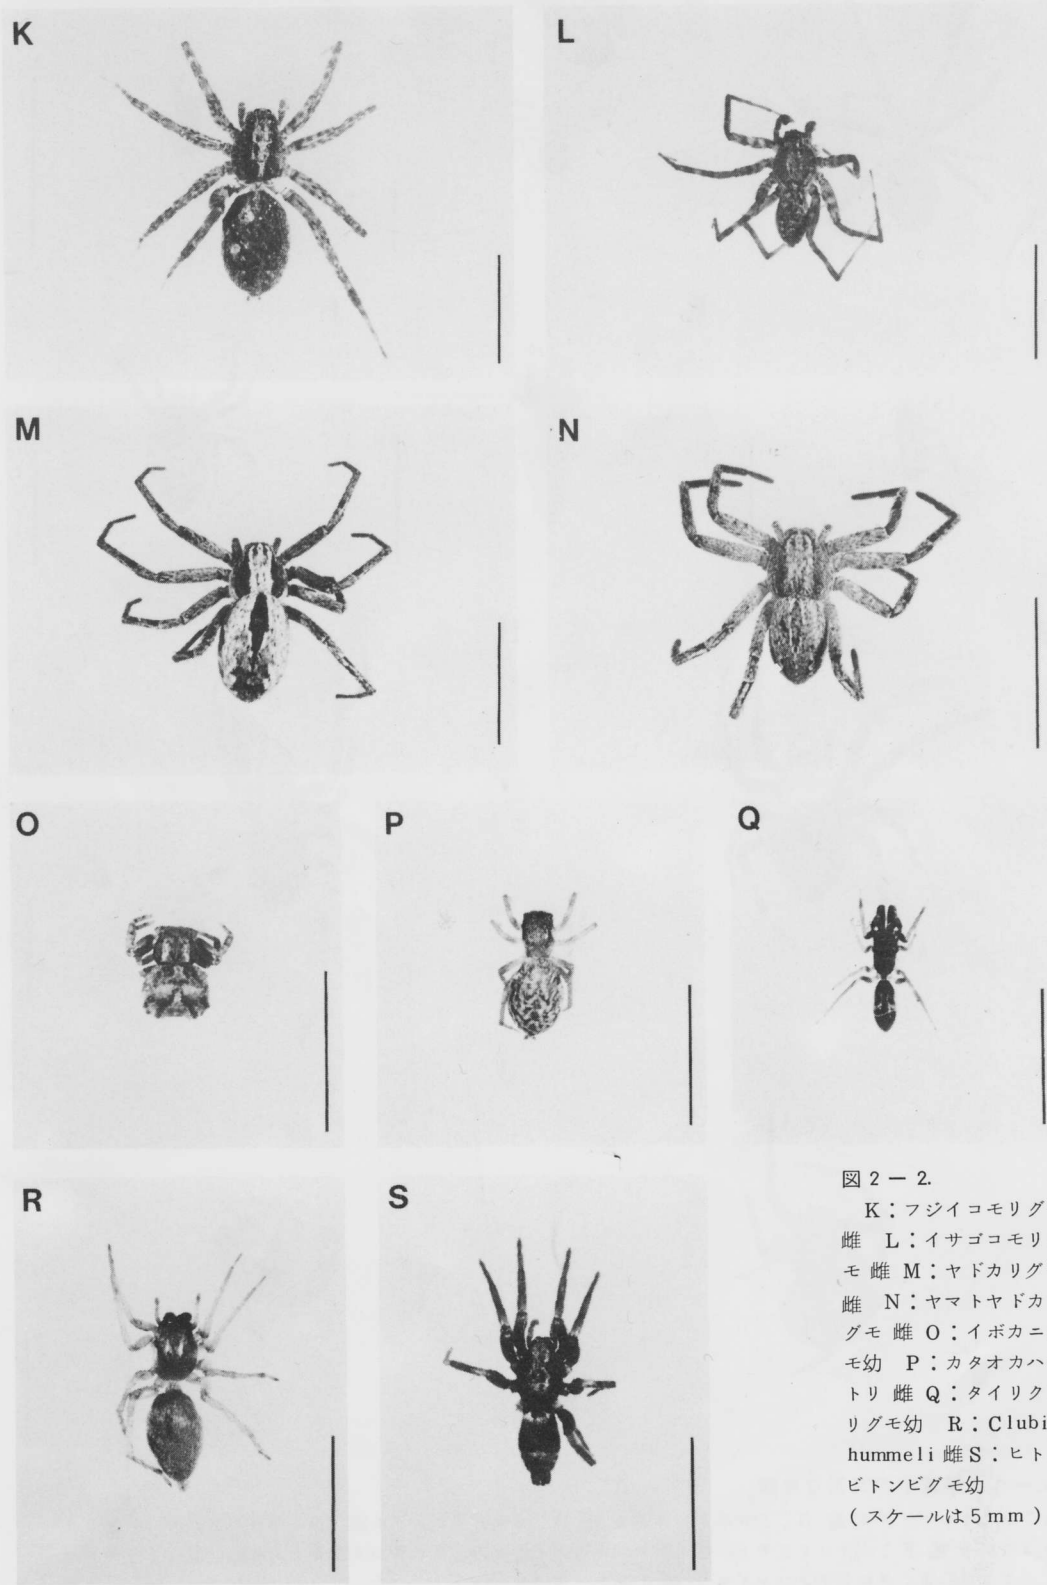 K
L
M
N
O
P
Q
R
S
図2－2.
K：フジイコモリグ
雌 L：イサゴコモリ
モ 雌 M：ヤドカリグ
雌 N：ヤマトヤドカ
グモ 雌 O：イボカニ
モ幼 P：カタオカハ
トリ 雌 Q：タイリク
リグモ幼 R：Clubi
hummeli 雌 S：ヒト
ビトンビグモ幼
(スケールは5mm)